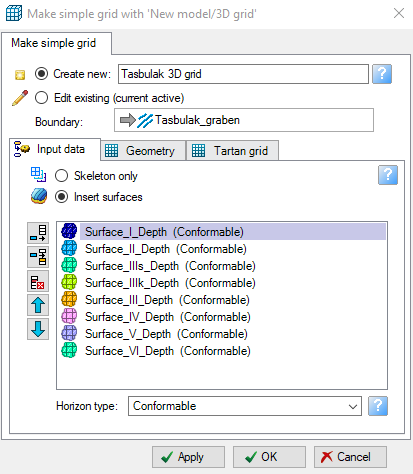 Make simple grid with 'New model/3D grid'
Make simple grid
Create new: Tasbulak 3D grid ?
Edit existing (current active)
Boundary: Tasbulak_graben
Input data Geometry Tartan grid
Skeleton only ?
Insert surfaces
Surface_I_Depth (Conformable)
Surface_II_Depth (Conformable)
Surface_IIIs_Depth (Conformable)
Surface_IIIk_Depth (Conformable)
Surface_III_Depth (Conformable)
Surface_IV_Depth (Conformable)
Surface_V_Depth (Conformable)
Surface_VI_Depth (Conformable)
Horizon type: Conformable ?
Apply OK Cancel